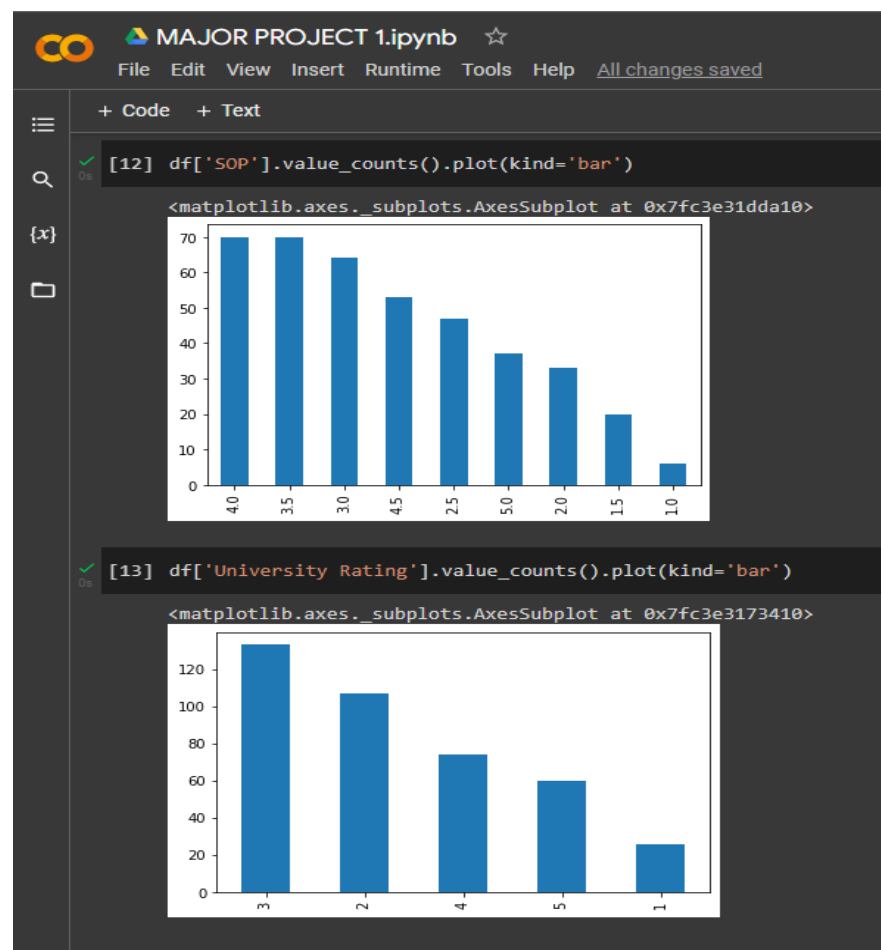 MAJOR PROJECT 1.ipynb
File Edit View Insert Runtime Tools Help All changes saved
+ Code + Text
[12] df['SOP'].value_counts().plot(kind='bar')
0s
<matplotlib.axes._subplots.AxesSubplot at 0x7fc3e31dda10>
{x}
70
60
50
40
30
20
10
0
4.0 3.5 3.0 4.5 2.5 5.0 2.0 1.5 1.0
[13] df['University Rating'].value_counts().plot(kind='bar')
0s
<matplotlib.axes._subplots.AxesSubplot at 0x7fc3e3173410>
120
100
80
60
40
20
0
3 2 4 5 1